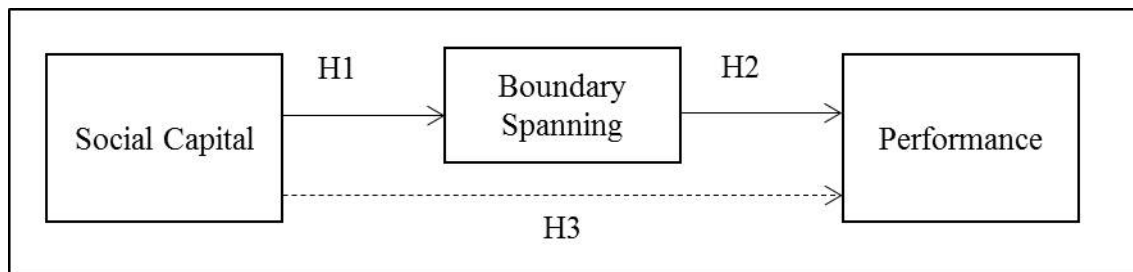 H1
H2
Boundary
Spanning
Social Capital
Performance
H3